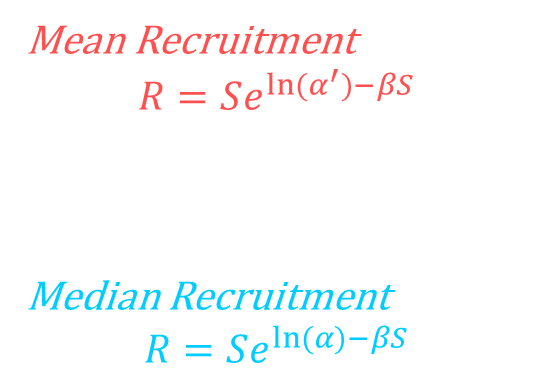 Mean Recruitment
R = Se^{ln(α′)−βS}
Median Recruitment
R = Se^{ln(α)−βS}